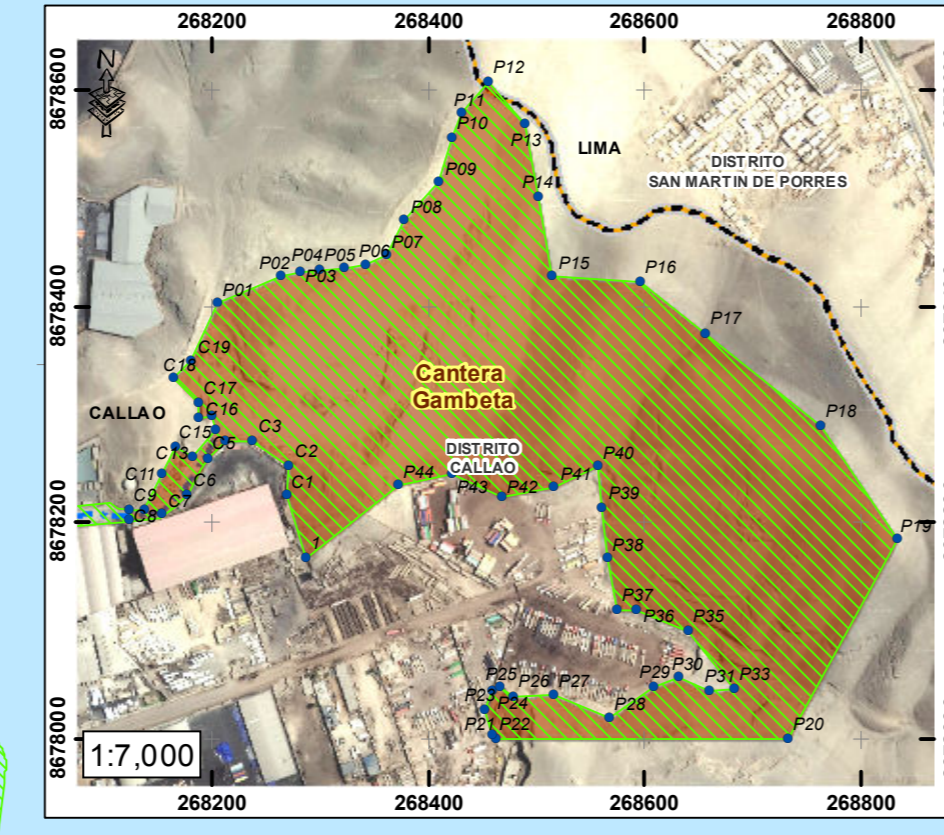 268200 268400 268600 268800
8678600
8678400
8678200
8678000
N
P12
P11
P10
P13
LIMA
DISTRITO
SAN MARTIN DE PORRES
P09
P14
P08
P07
P06
P05
P04
P03
P02
P01
P15
P16
P17
C19
C18
Cantera
Gambeta
C17
C16
CALLAO
P18
C15
C5
C3
DISTRITO
CALLAO
C13
C2
P40
C11
C6
P44
P43
P42
P41
C1
C9
C7
C8
P39
P19
1
P38
P37
P36
P35
P25
P26
P27
P29
P30
P31
P33
P23
P24
P28
P21
P22
P20
1:7,000
268200 268400 268600 268800